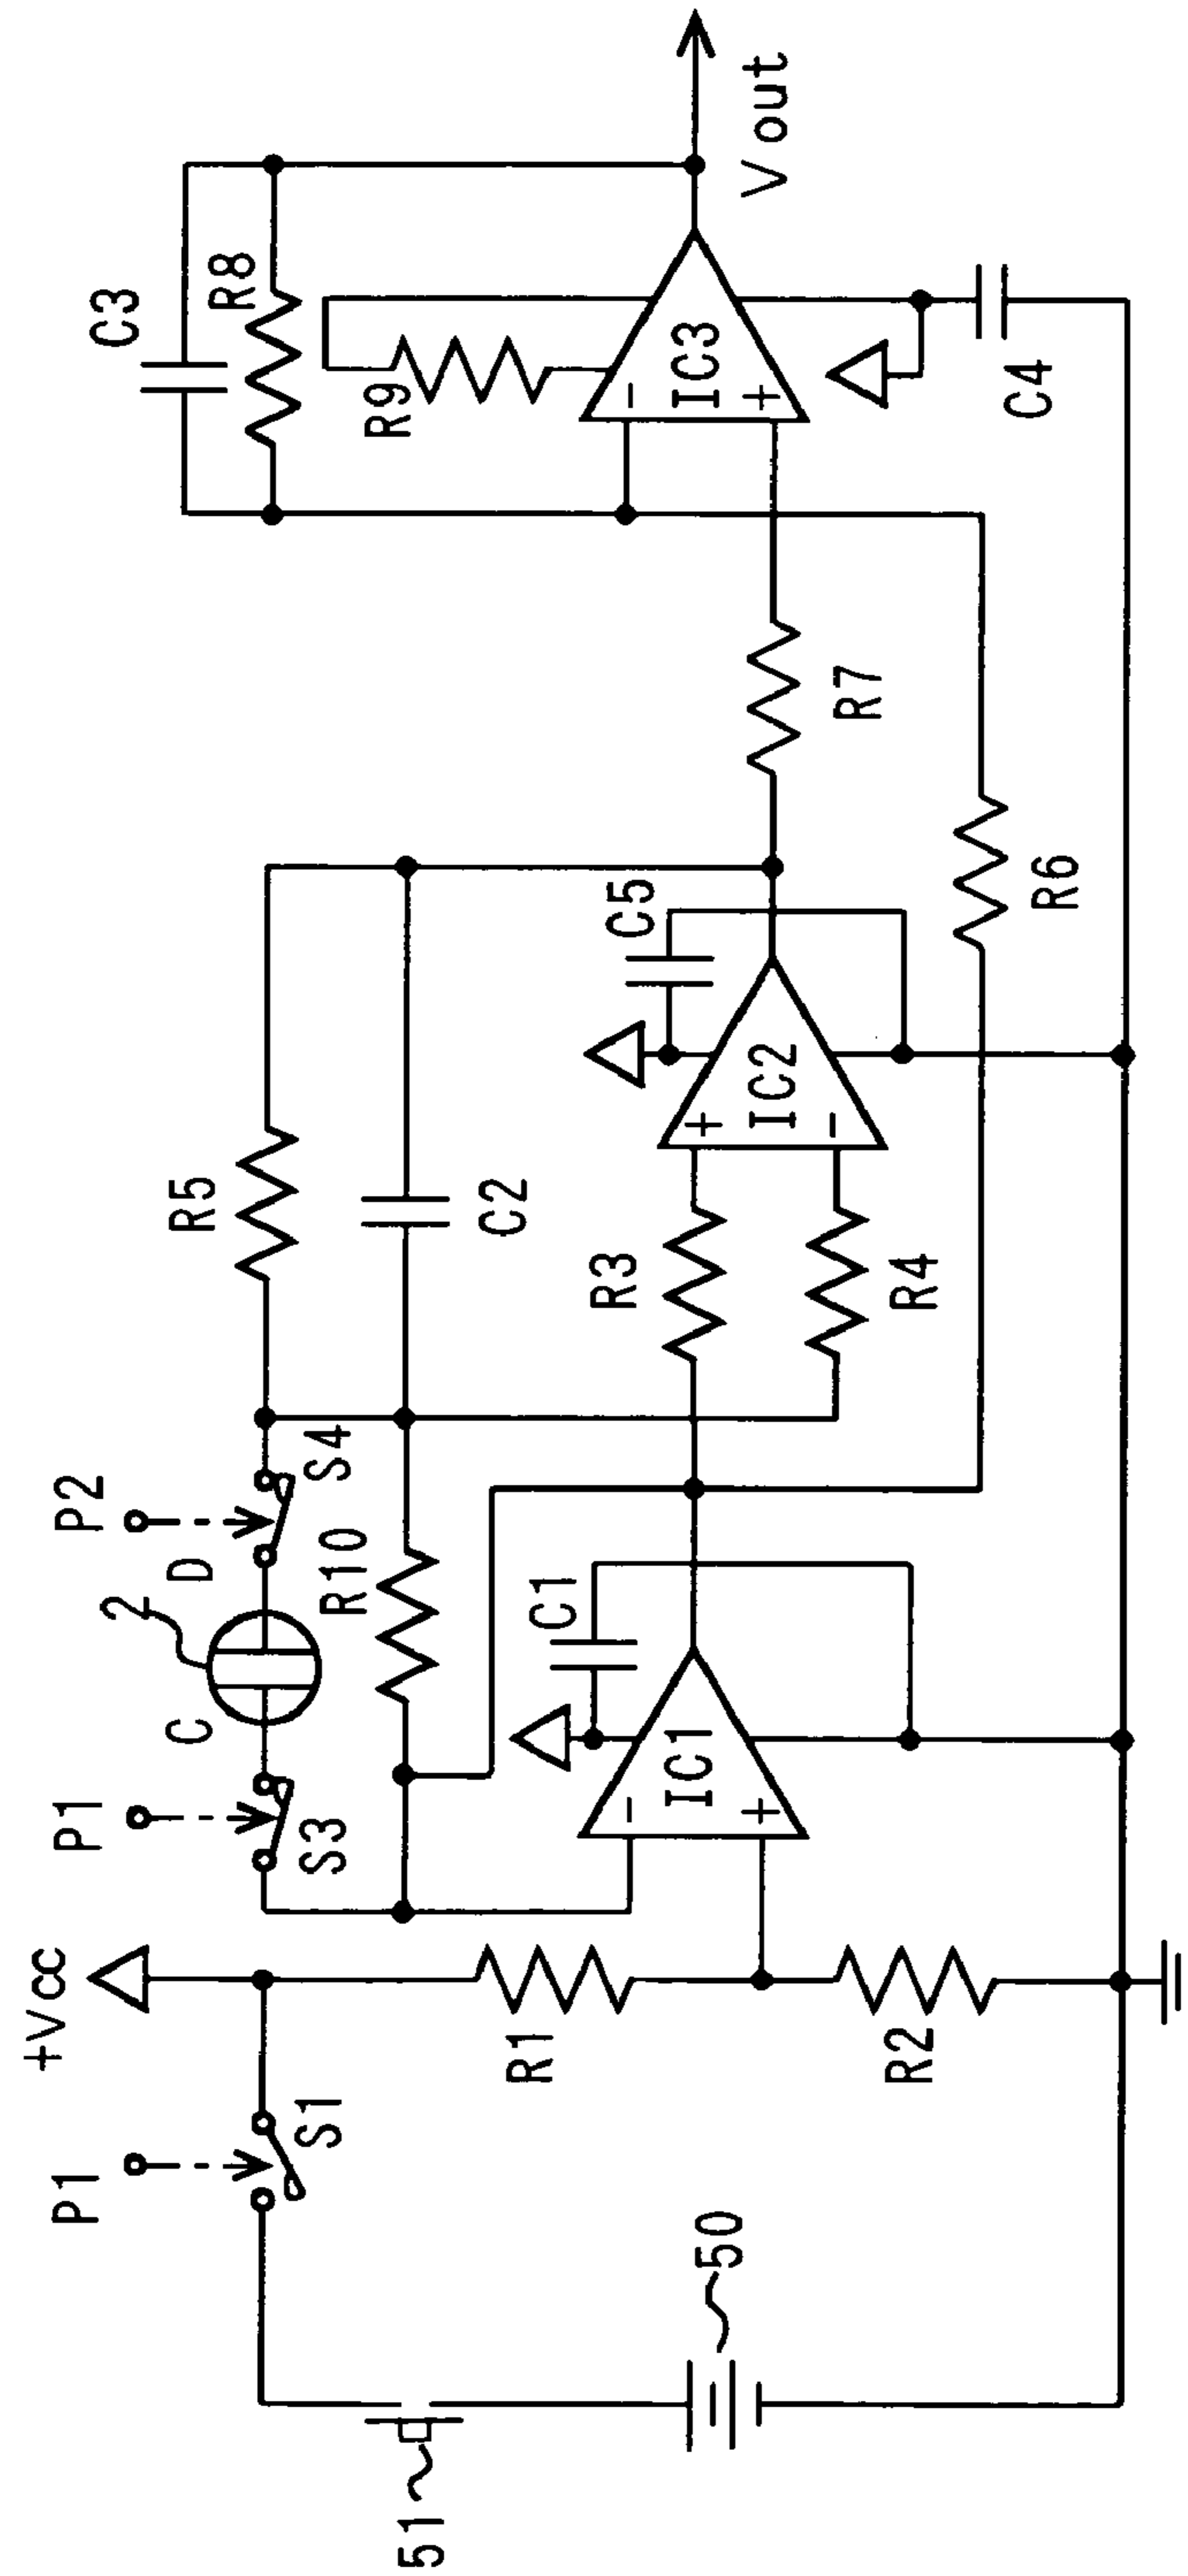 51
50
P1
S1
+Vcc
R1
R2
P1
S3
C
2
D
P2
S4
R10
C1
-
IC1
+
R5
C2
R3
R4
+
IC2
-
C5
R6
R7
C3
R8
R9
-
IC3
+
C4
Vout